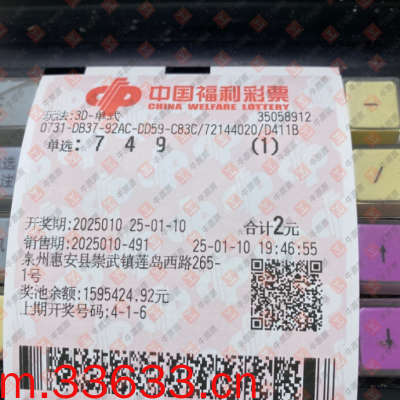 中国福利彩票
CHINA WELFARE LOTTERY
玩法:3D-单式 35058912
0731-DB37-92AC-DD59-C83C/72144020/D411B
单选: 7 4 9 (1)
开奖期:2025010 25-01-10 合计2元
销售期:2025010-491 25-01-10 19:46:55
泉州惠安县崇武镇莲岛西路265-
1号
奖池余额:1595424.92元
上期开奖号码:4-1-6
m.33633.cn